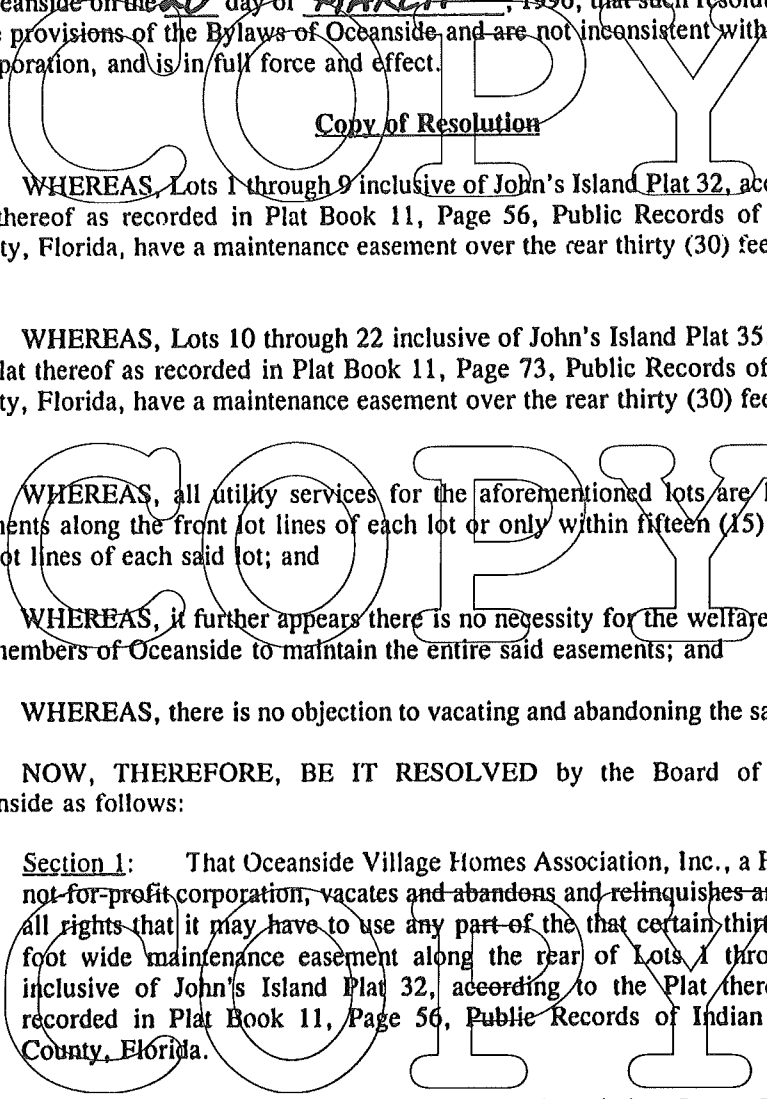 eanside on the 20 day of MARCH, 1996, that such resolut
e provisions of the Bylaws of Oceanside and are not inconsistent with
poration, and is in full force and effect.
Copy of Resolution
WHEREAS, Lots 1 through 9 inclusive of John's Island Plat 32, acc
thereof as recorded in Plat Book 11, Page 56, Public Records of
ty, Florida, have a maintenance easement over the rear thirty (30) fee
WHEREAS, Lots 10 through 22 inclusive of John's Island Plat 35
lat thereof as recorded in Plat Book 11, Page 73, Public Records of
ty, Florida, have a maintenance easement over the rear thirty (30) fee
WHEREAS, all utility services for the aforementioned lots are l
nents along the front lot lines of each lot or only within fifteen (15)
ot lines of each said lot; and
WHEREAS, it further appears there is no necessity for the welfare
nembers of Oceanside to maintain the entire said easements; and
WHEREAS, there is no objection to vacating and abandoning the sa
NOW, THEREFORE, BE IT RESOLVED by the Board of
nside as follows:
Section 1: That Oceanside Village Homes Association, Inc., a F
not-for-profit corporation, vacates and abandons and relinquishes a
all rights that it may have to use any part of the that certain thirt
foot wide maintenance easement along the rear of Lots 1 thro
inclusive of John's Island Plat 32, according to the Plat there
recorded in Plat Book 11, Page 56, Public Records of Indian
County, Florida.
COPY
COPY
COPY